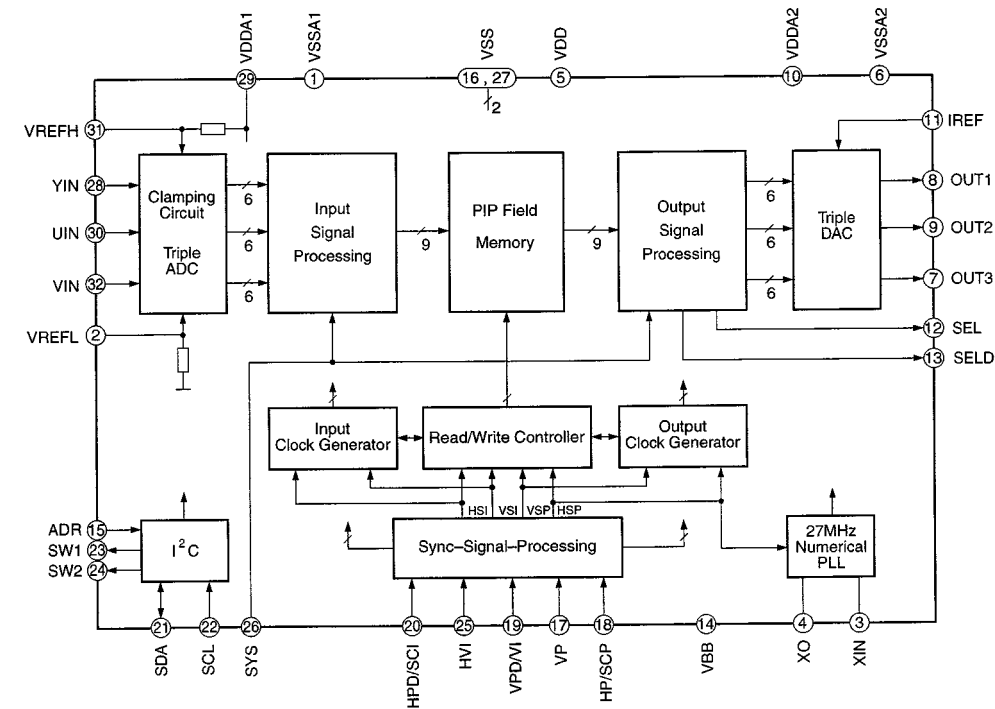 VDDA1
VSSA1
VSS
VDD
VDDA2
VSSA2
29
1
16 , 27
5
10
6
2
VREFH 31
11 IREF
YIN 28
UIN 30
VIN 32
VREFL 2
Clamping
Circuit
Triple
ADC
6
6
6
Input
Signal
Processing
9
PIP Field
Memory
9
Output
Signal
Processing
6
6
6
Triple
DAC
8 OUT1
9 OUT2
7 OUT3
12 SEL
13 SELD
Input
Clock Generator
Read/Write Controller
Output
Clock Generator
HSI VSI VSP HSP
Sync–Signal–Processing
27MHz
Numerical
PLL
ADR 15
SW1 23
SW2 24
I²C
21
22
26
20
25
19
17
18
14
4
3
SDA
SCL
SYS
HPD/SCI
HVI
VPD/VI
VP
HP/SCP
VBB
XO
XIN